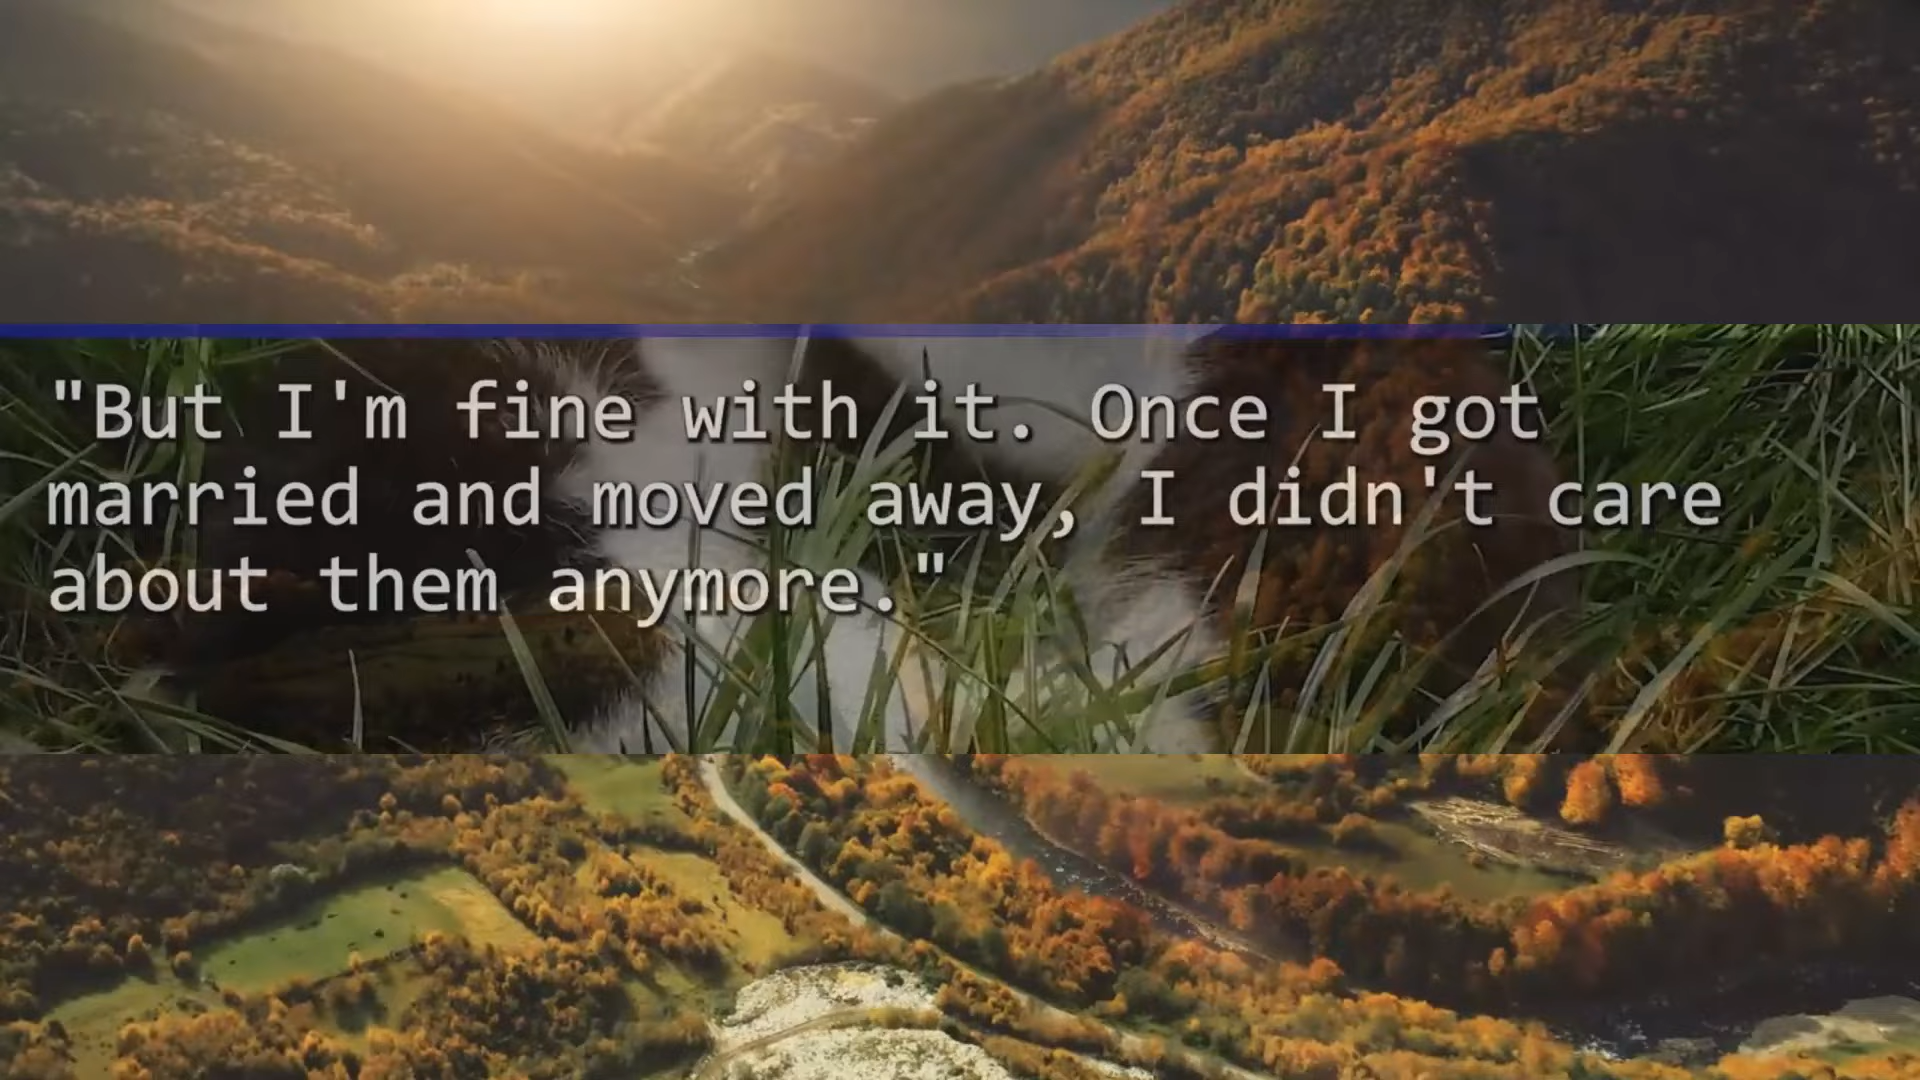 "But I'm fine with it. Once I got
married and moved away, I didn't care
about them anymore."